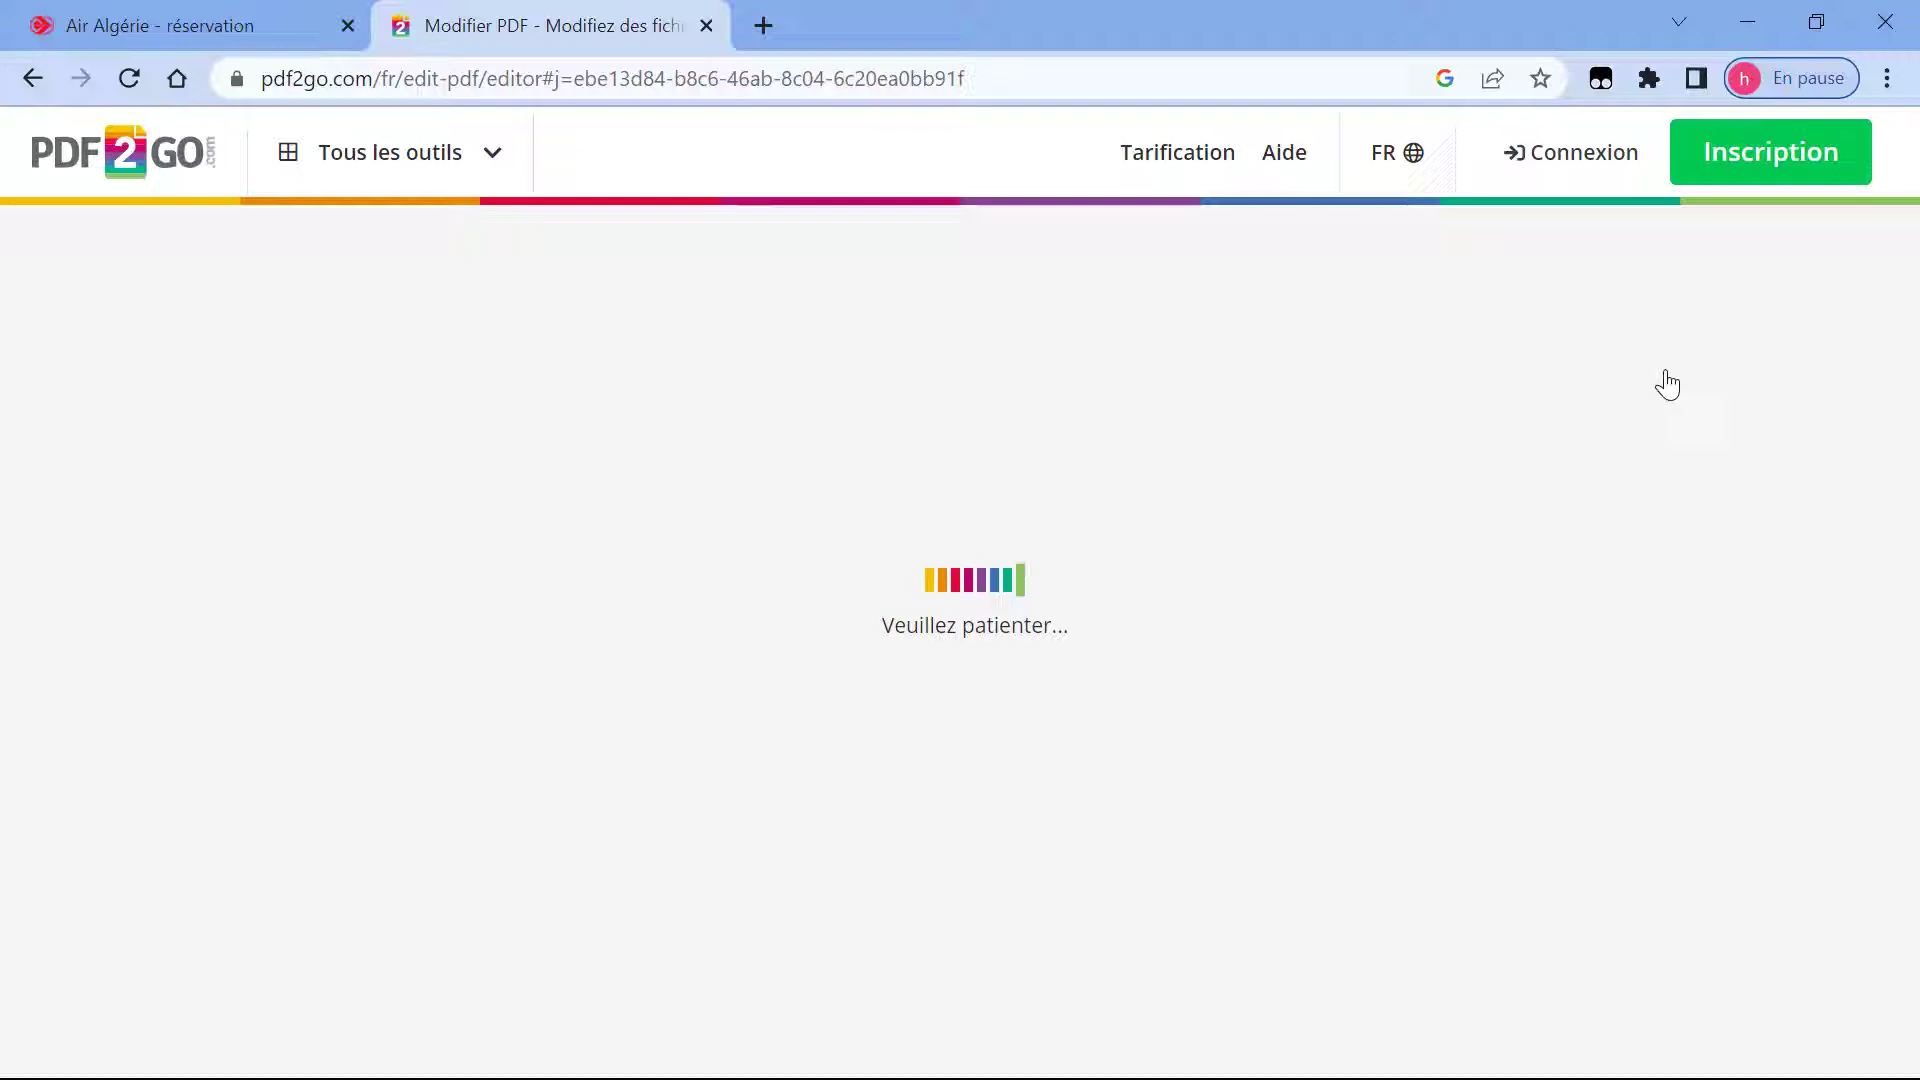 Air Algérie - réservation
Modifier PDF - Modifiez des fich
pdf2go.com/fr/edit-pdf/editor#j=ebe13d84-b8c6-46ab-8c04-6c20ea0bb91f
h En pause
PDF2GO.com
Tous les outils
Tarification
Aide
FR
Connexion
Inscription
Veuillez patienter...